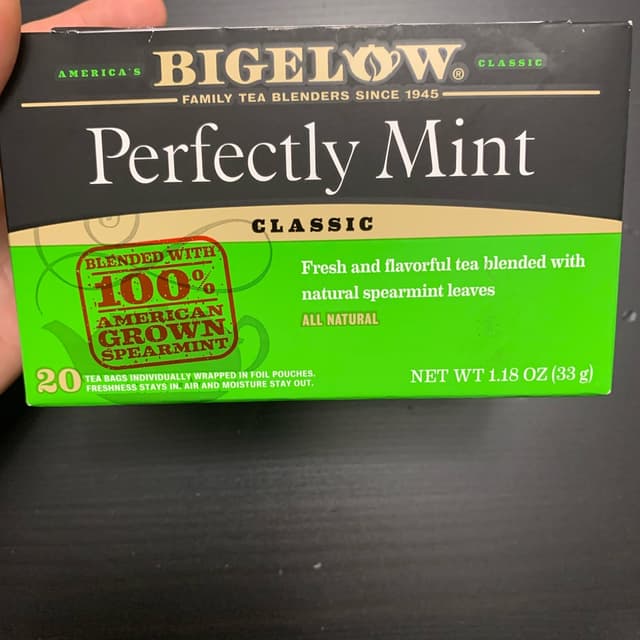 AMERICA'S BIGELOW® CLASSIC
FAMILY TEA BLENDERS SINCE 1945
Perfectly Mint
CLASSIC
BLENDED WITH
100%
AMERICAN
GROWN
SPEARMINT
Fresh and flavorful tea blended with
natural spearmint leaves
ALL NATURAL
20 TEA BAGS INDIVIDUALLY WRAPPED IN FOIL POUCHES.
FRESHNESS STAYS IN. AIR AND MOISTURE STAY OUT.
NET WT 1.18 OZ (33 g)